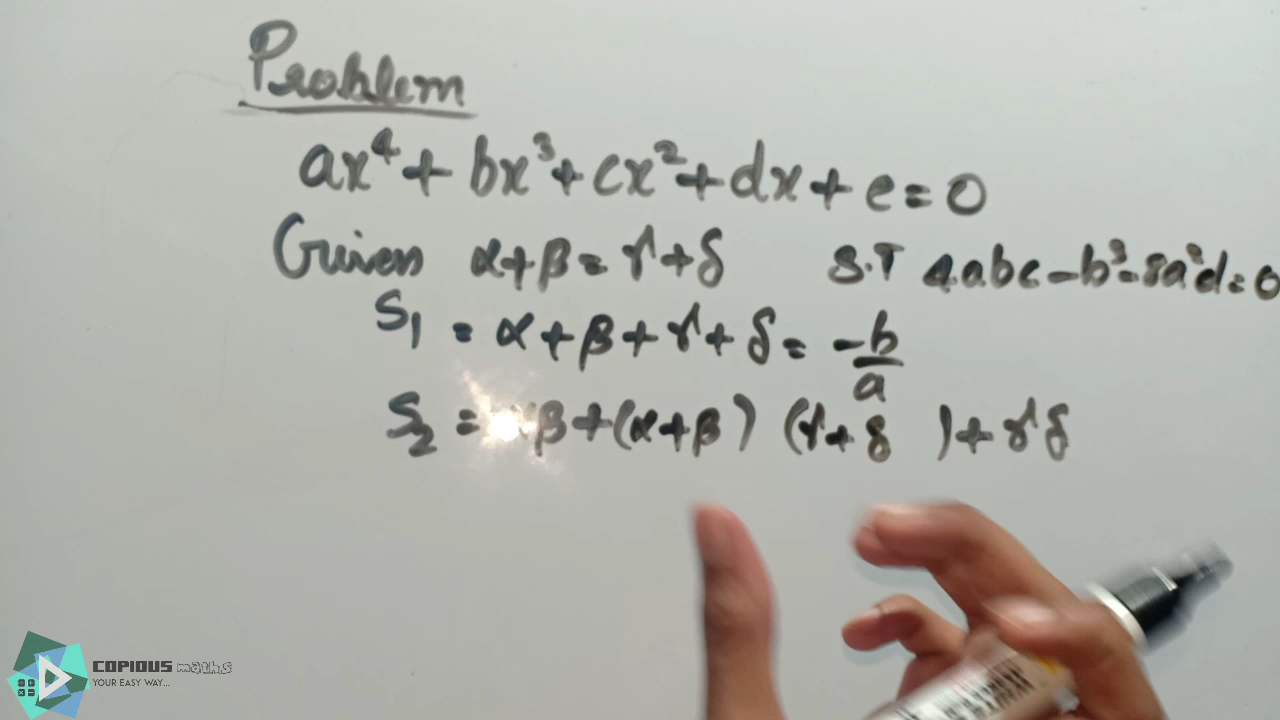 Problem
ax⁴ + bx³ + cx² + dx + e = 0
Given α+β = γ+δ S.T 4abc - b³ - 8a²d = 0
S₁ = α + β + γ + δ = -b/a
S₂ = αβ + (α+β) (γ+δ ) + γδ
COPIOUS maths
YOUR EASY WAY...